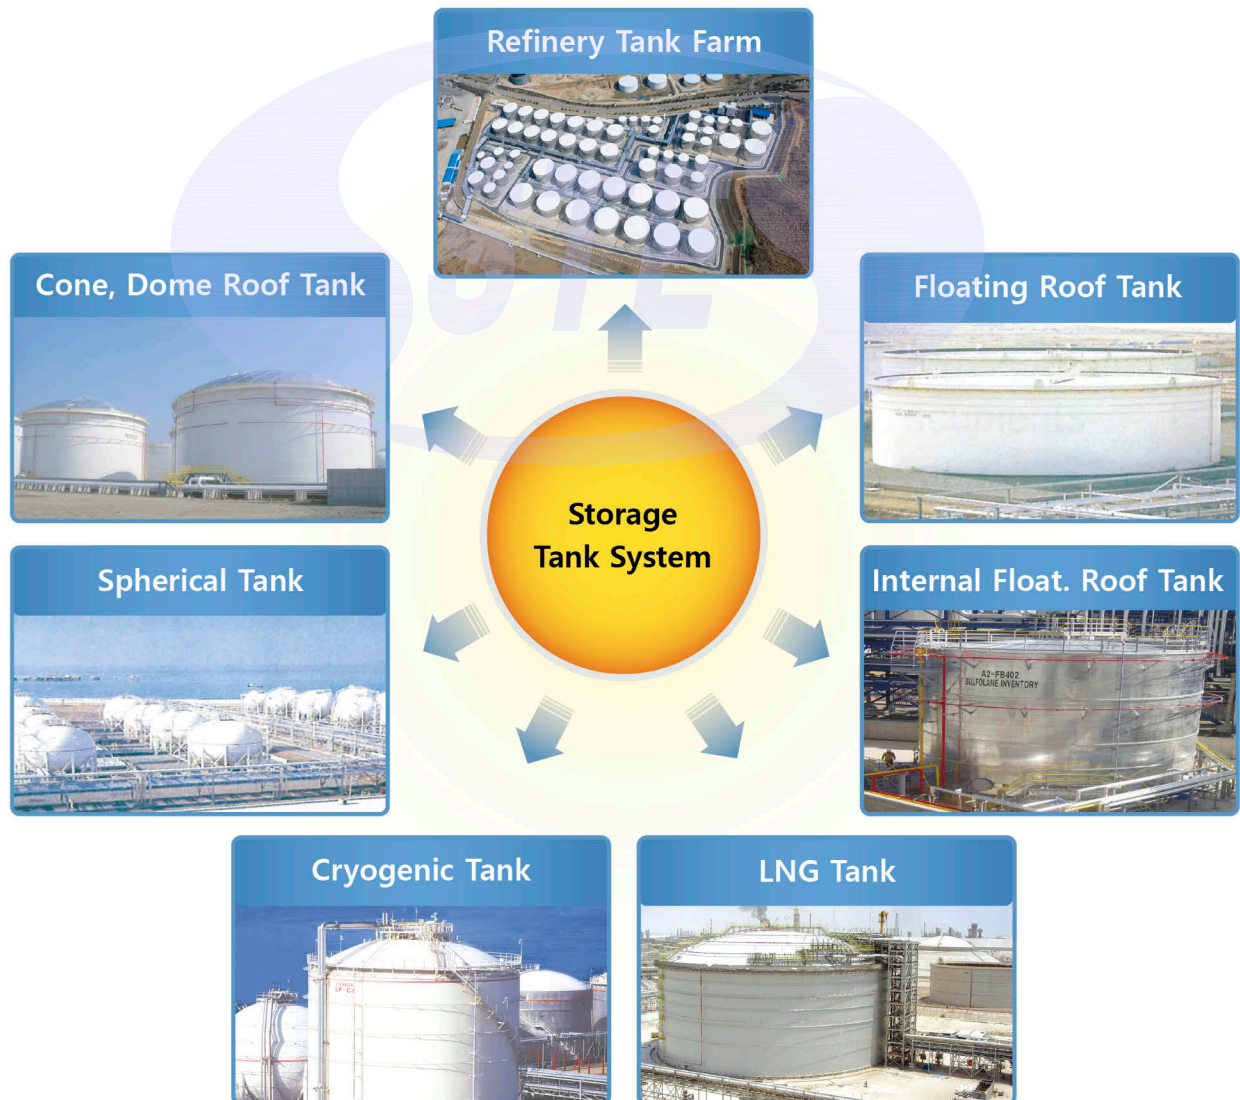 Refinery Tank Farm
Cone, Dome Roof Tank
Floating Roof Tank
Storage
Tank System
Spherical Tank
Internal Float. Roof Tank
A2-FB402
SULFOLANE INVENTORY
Cryogenic Tank
LNG Tank